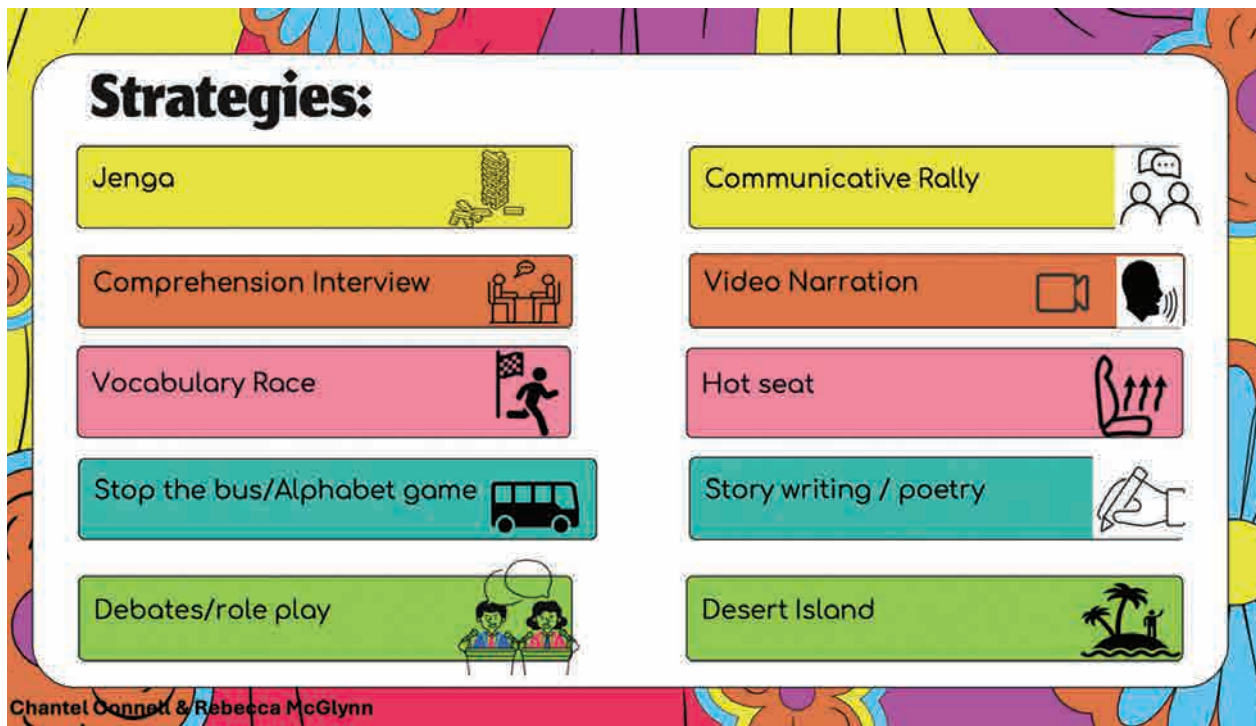 Strategies:
Jenga
Communicative Rally
Comprehension Interview
Video Narration
Vocabulary Race
Hot seat
Stop the bus/Alphabet game
Story writing / poetry
Debates/role play
Desert Island
Chantel Connell & Rebecca McGlynn